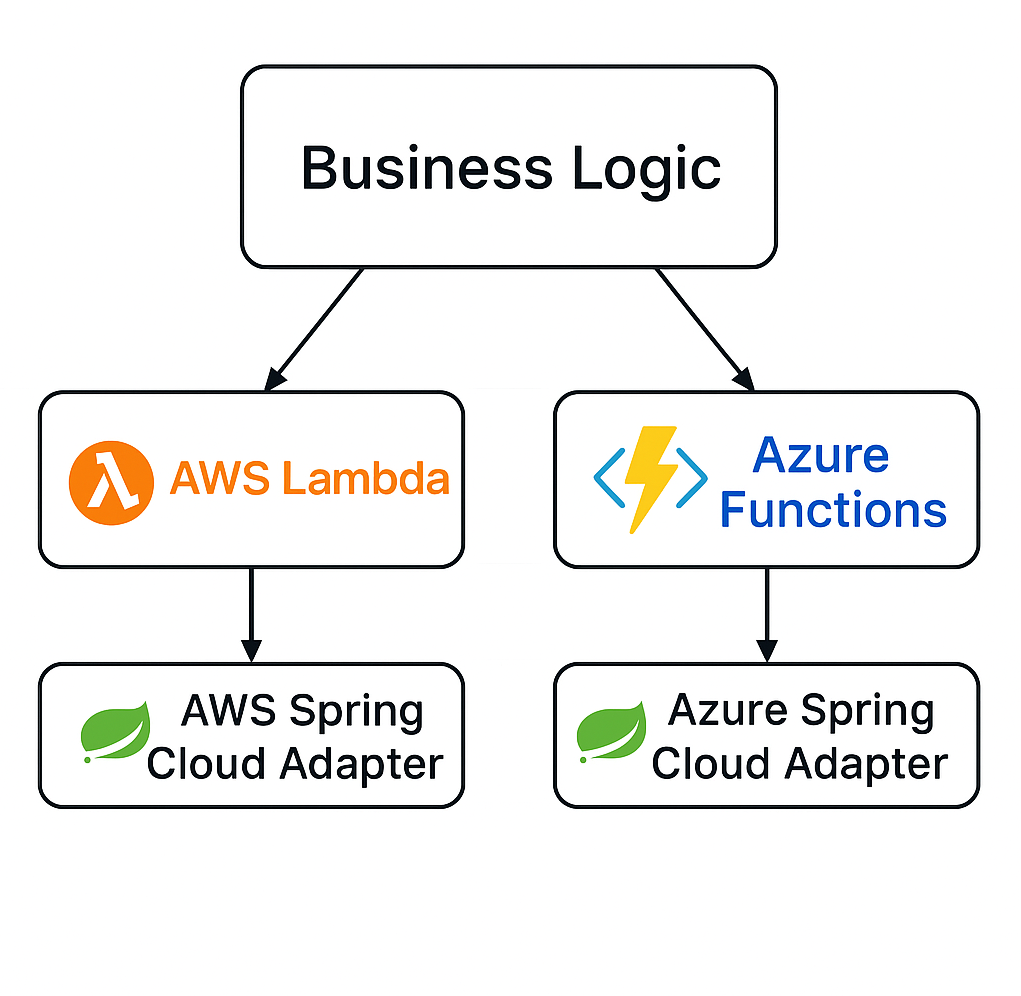 Business Logic
AWS Lambda
Azure
Functions
AWS Spring
Cloud Adapter
Azure Spring
Cloud Adapter